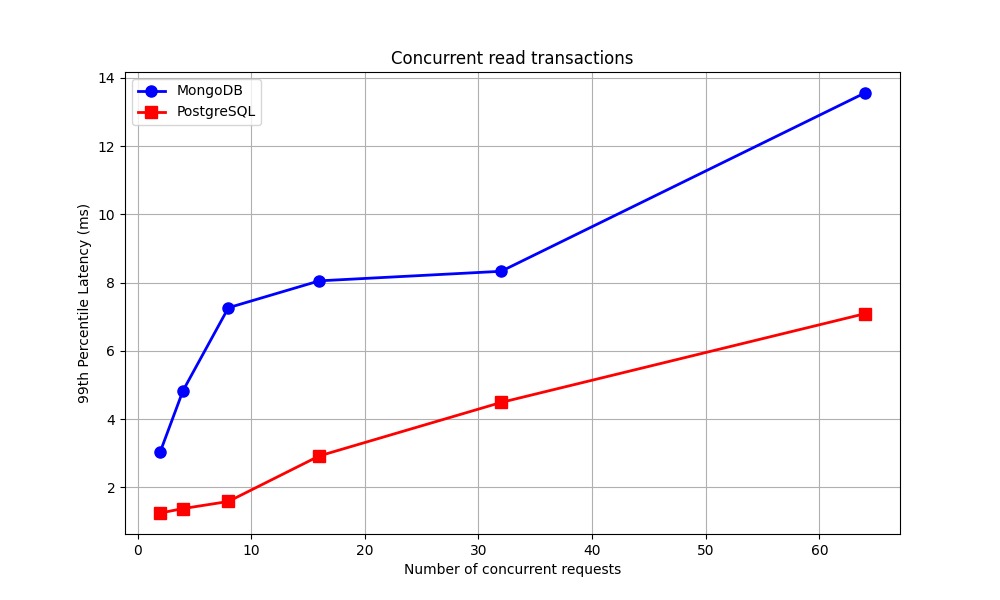 Concurrent read transactions
MongoDB
PostgreSQL
14
12
10
8
6
4
2
99th Percentile Latency (ms)
0 10 20 30 40 50 60
Number of concurrent requests